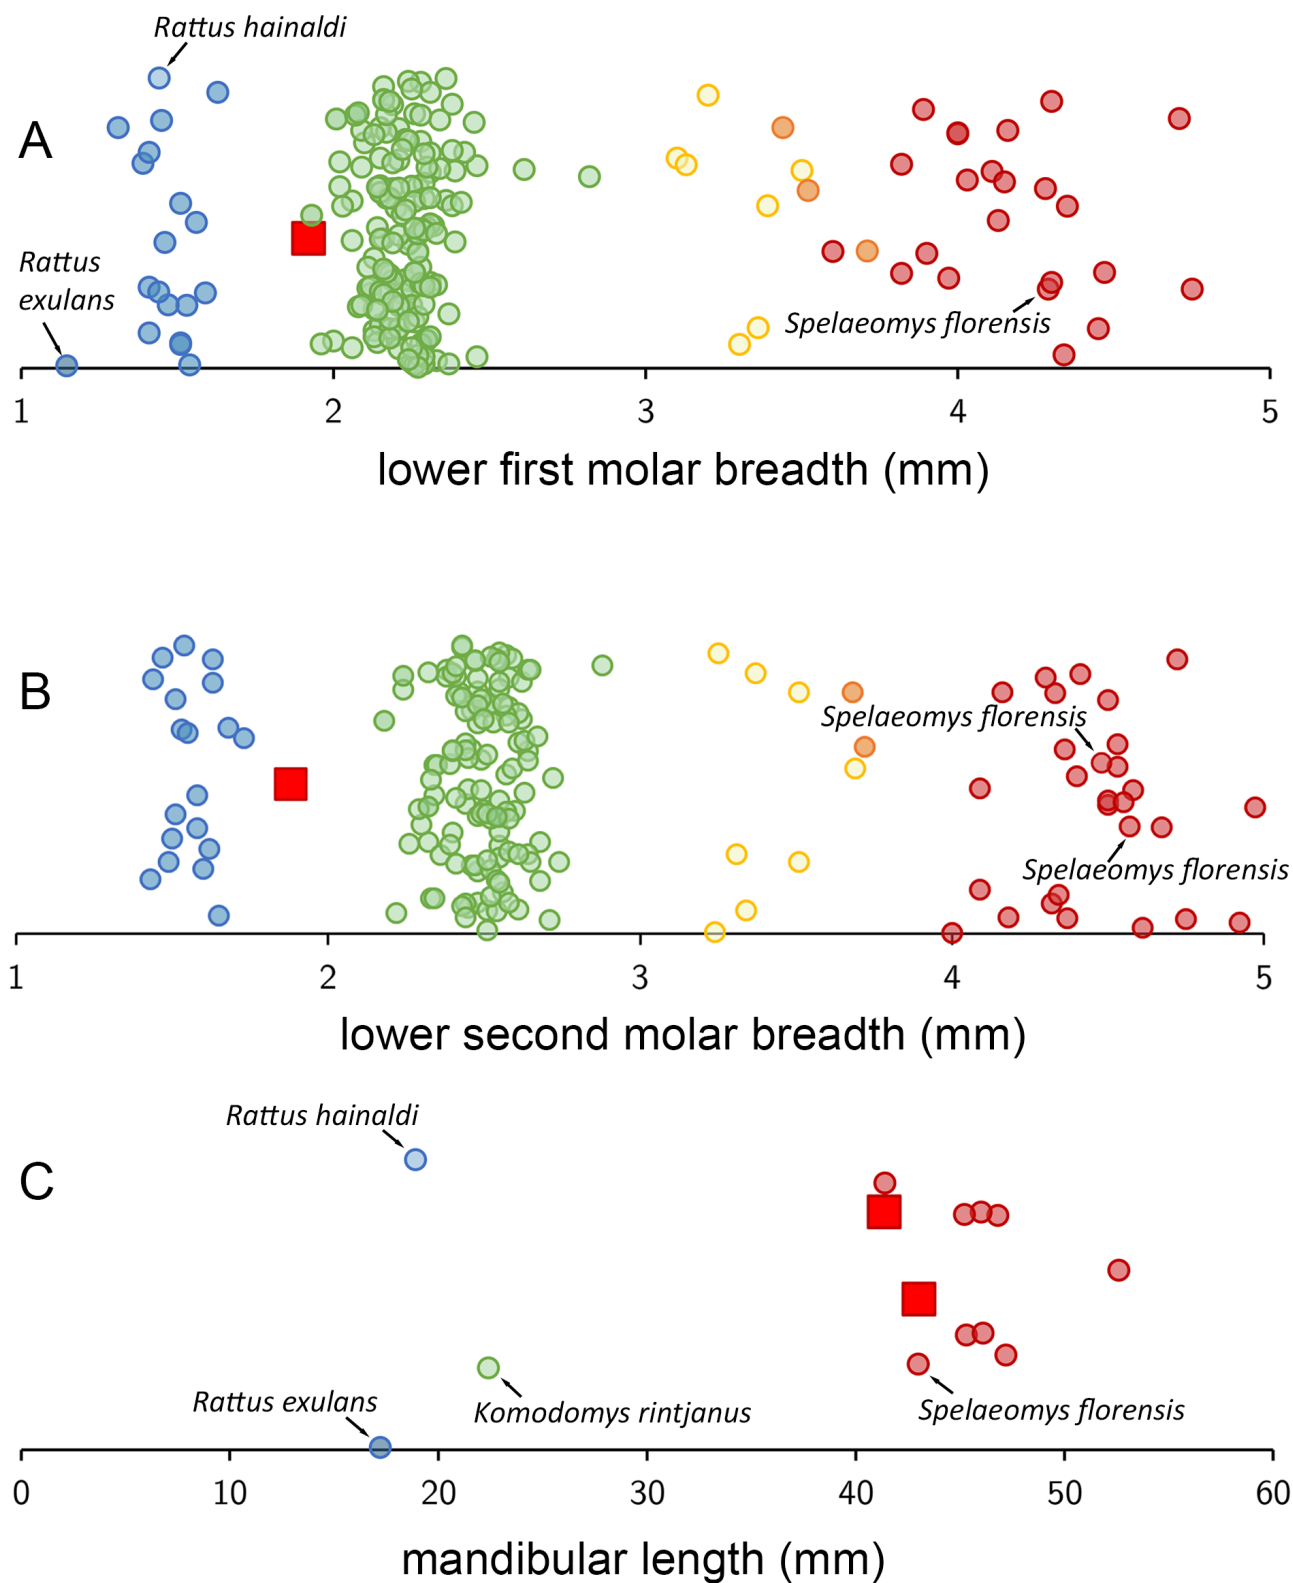 Rattus hainaldi
A
Rattus
exulans
Spelaeomys florensis
1 2 3 4 5
lower first molar breadth (mm)
B
Spelaeomys florensis
Spelaeomys florensis
1 2 3 4 5
lower second molar breadth (mm)
Rattus hainaldi
C
Rattus exulans
Komodomys rintjanus
Spelaeomys florensis
0 10 20 30 40 50 60
mandibular length (mm)